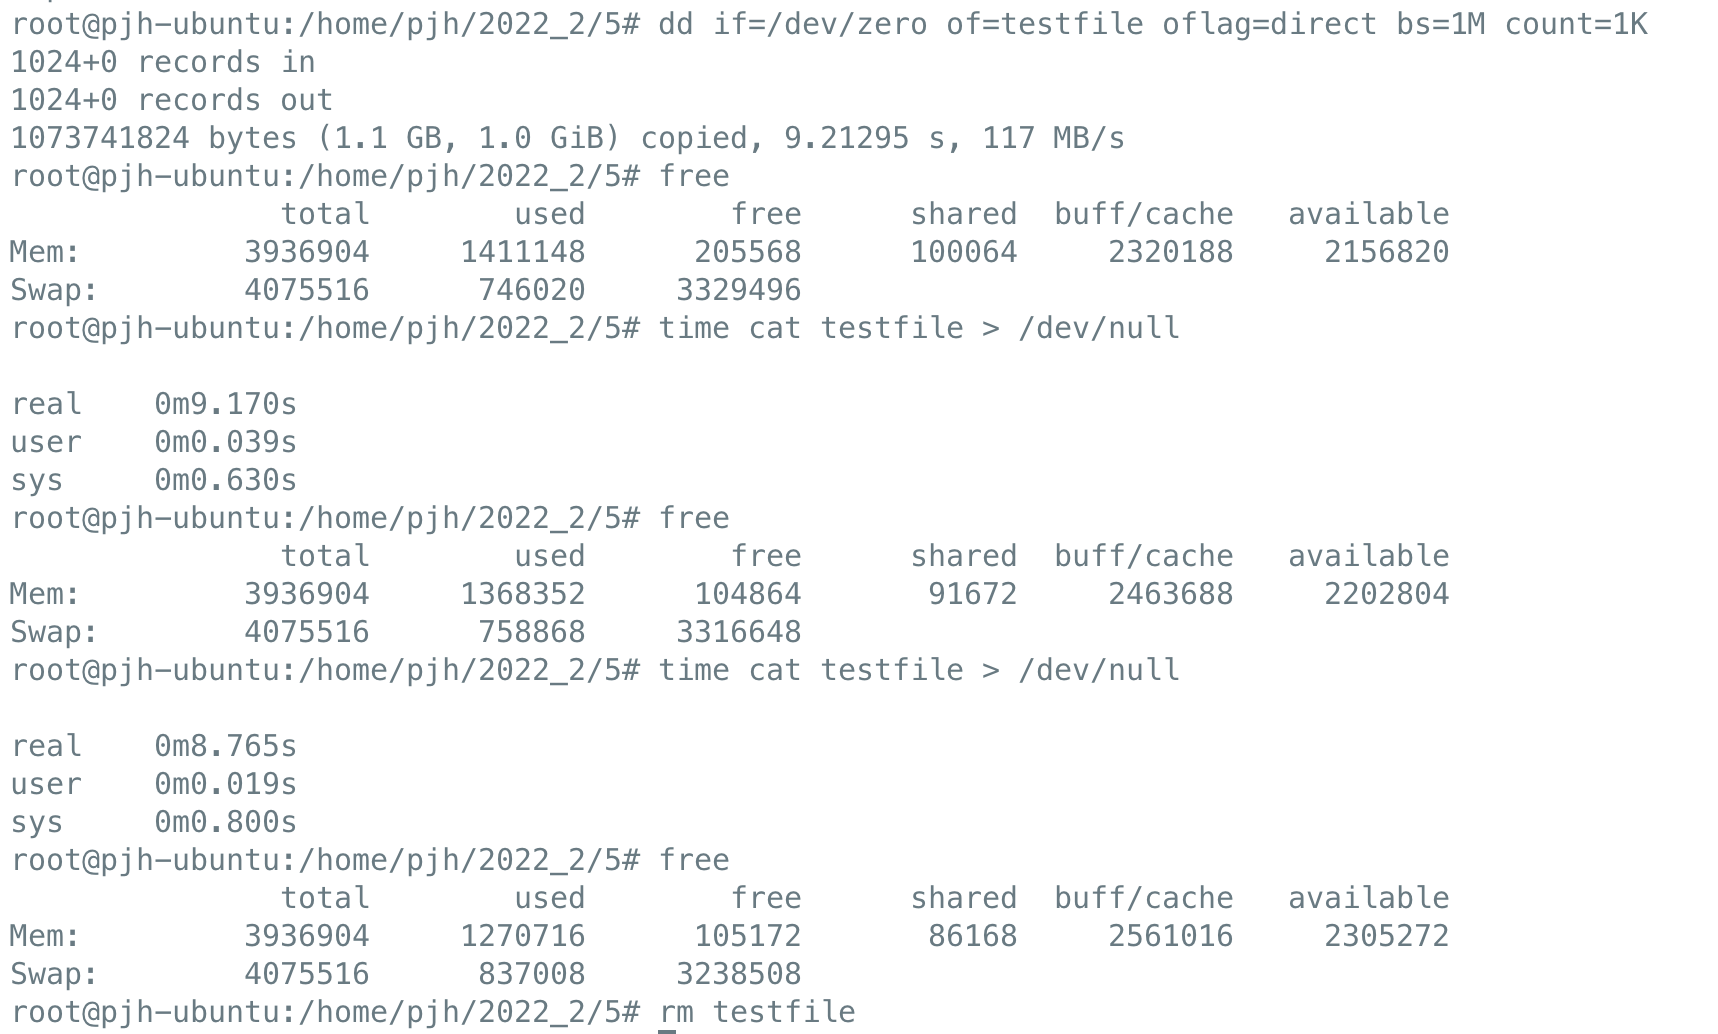 root@pjh-ubuntu:/home/pjh/2022_2/5# dd if=/dev/zero of=testfile oflag=direct bs=1M count=1K
1024+0 records in
1024+0 records out
1073741824 bytes (1.1 GB, 1.0 GiB) copied, 9.21295 s, 117 MB/s
root@pjh-ubuntu:/home/pjh/2022_2/5# free
               total        used        free      shared  buff/cache   available
Mem:         3936904     1411148      205568      100064     2320188     2156820
Swap:        4075516      746020     3329496
root@pjh-ubuntu:/home/pjh/2022_2/5# time cat testfile > /dev/null
real    0m9.170s
user    0m0.039s
sys     0m0.630s
root@pjh-ubuntu:/home/pjh/2022_2/5# free
               total        used        free      shared  buff/cache   available
Mem:         3936904     1368352      104864       91672     2463688     2202804
Swap:        4075516      758868     3316648
root@pjh-ubuntu:/home/pjh/2022_2/5# time cat testfile > /dev/null
real    0m8.765s
user    0m0.019s
sys     0m0.800s
root@pjh-ubuntu:/home/pjh/2022_2/5# free
               total        used        free      shared  buff/cache   available
Mem:         3936904     1270716      105172       86168     2561016     2305272
Swap:        4075516      837008     3238508
root@pjh-ubuntu:/home/pjh/2022_2/5# rm testfile